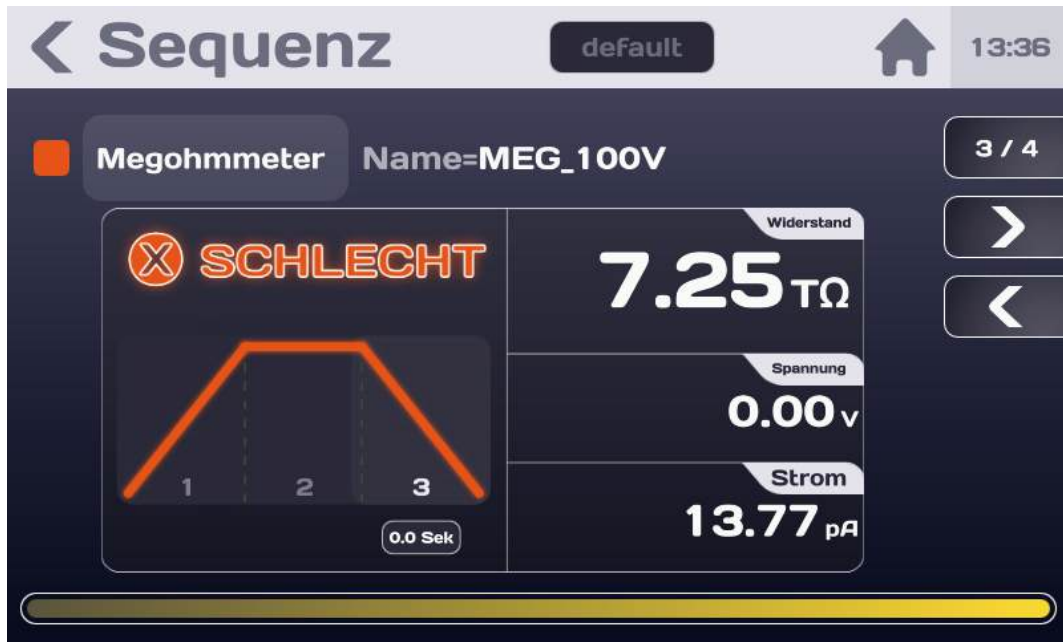 Sequenz
default
13:36
Megohmmeter
Name=MEG_100V
3 / 4
SCHLECHT
Widerstand
7.25 TΩ
Spannung
0.00 V
Strom
13.77 pA
1
2
3
0.0 Sek